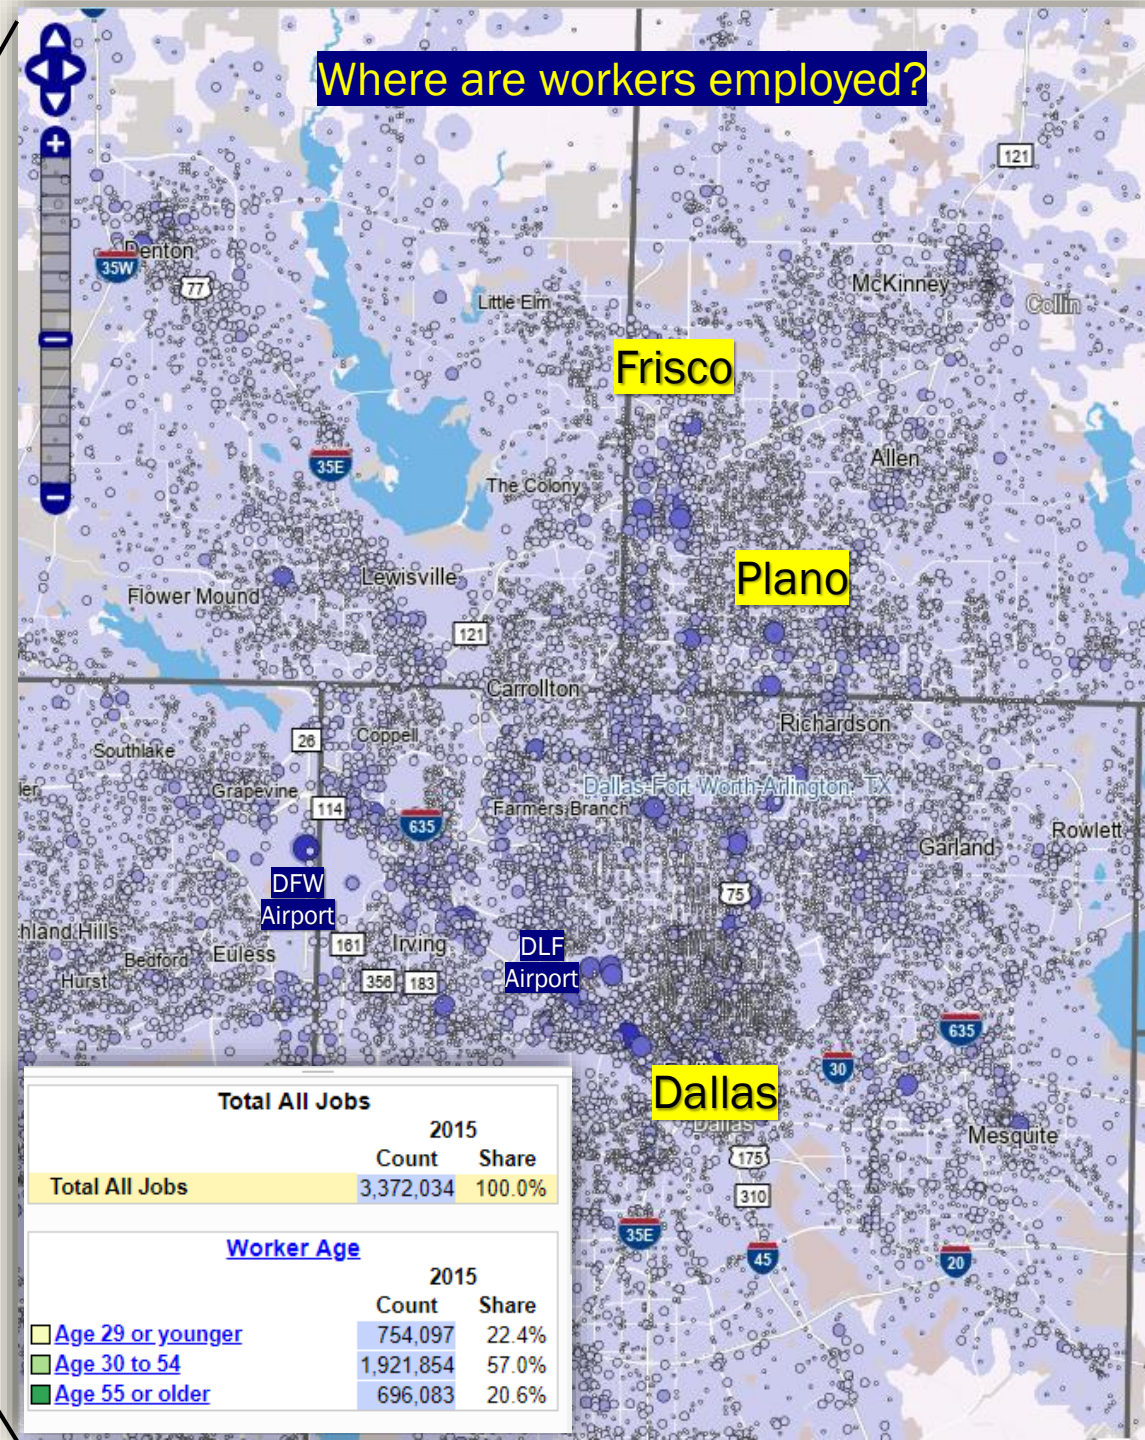 Where are workers employed?
121
Denton
35W
77
Little Elm
McKinney
Collin
Frisco
35E
The Colony
Allen
Plano
Lewisville
Flower Mound
121
Carrollton
Richardson
26
Coppell
Southlake
Dallas-Fort Worth-Arlington, TX
Grapevine
114
Farmers Branch
635
Rowlett
Garland
DFW
Airport
75
hland Hills
161
Irving
DLF
Airport
Bedford
Euless
Hurst
356
183
635
30
Dallas
Dallas
Mesquite
175
310
35E
45
20
Total All Jobs
2015
Count Share
Total All Jobs 3,372,034 100.0%
Worker Age
2015
Count Share
Age 29 or younger 754,097 22.4%
Age 30 to 54 1,921,854 57.0%
Age 55 or older 696,083 20.6%